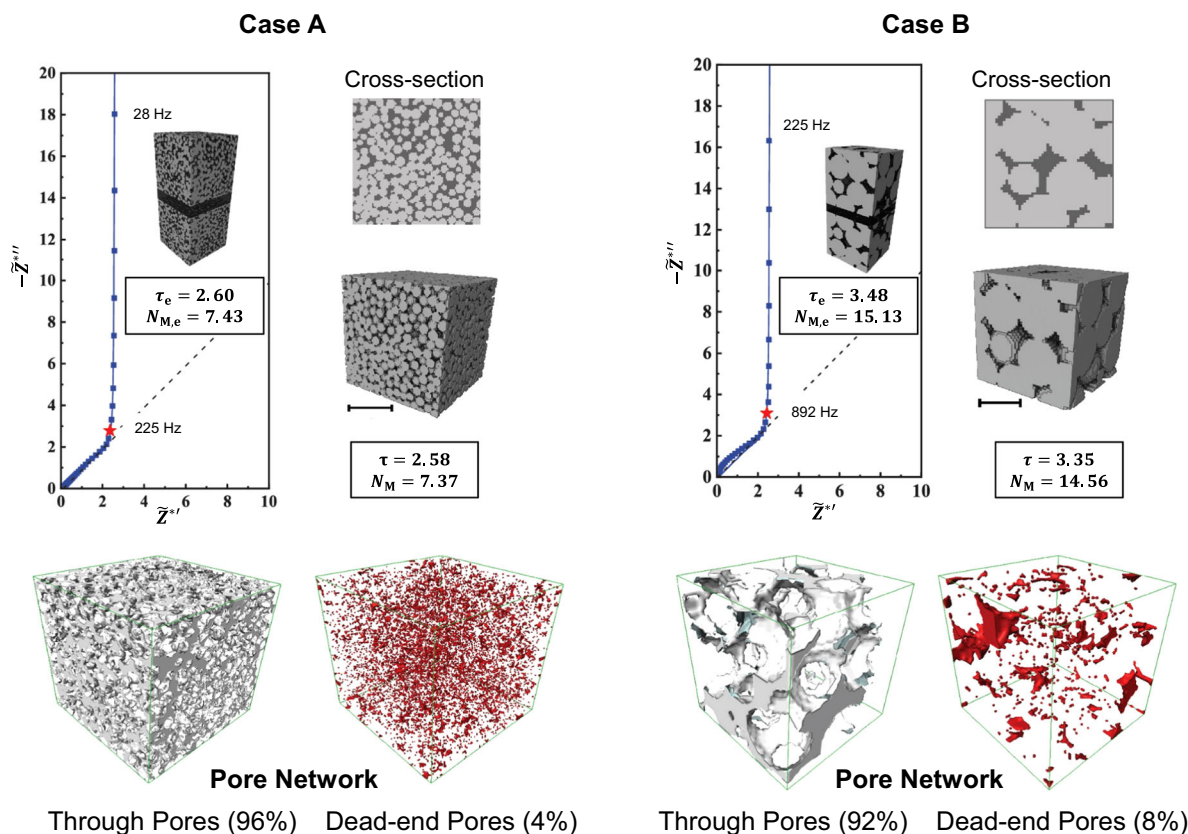 Case A
20
18
16
14
12
10
8
6
4
2
0
−Z̃*′′
28 Hz
τe = 2.60
NM,e = 7.43
225 Hz
0 2 4 6 8 10
Z̃*′
Cross-section
τ = 2.58
NM = 7.37
Pore Network
Through Pores (96%) Dead-end Pores (4%)
Case B
20
18
16
14
12
10
8
6
4
2
0
−Z̃*′′
225 Hz
τe = 3.48
NM,e = 15.13
892 Hz
0 2 4 6 8 10
Z̃*′
Cross-section
τ = 3.35
NM = 14.56
Pore Network
Through Pores (92%) Dead-end Pores (8%)